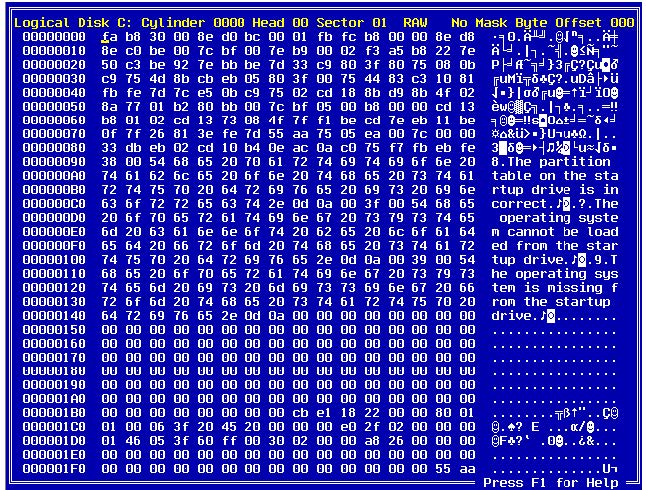 Logical Disk C: Cylinder 0000 Head 00 Sector 01 RAW No Mask Byte Offset 000
00000000 fa b8 30 00 8e d0 bc 00 01 fb fc b8 00 00 8e d8
00000010 8e c0 be 00 7c bf 00 7e b9 00 02 f3 a5 b8 22 7e
00000020 50 c3 be 92 7e bb be 7d 33 c9 80 3f 80 75 08 0b
00000030 c9 75 4d 8b cb eb 05 80 3f 00 75 44 83 c3 10 81
00000040 fb fe 7d 7c e5 0b c9 75 02 cd 18 8b d9 8b 4f 02
00000050 8a 77 01 b2 80 bb 00 7c bf 05 00 b8 00 00 cd 13
00000060 b8 01 02 cd 13 73 08 4f 7f f1 be cd 7e eb 11 be
00000070 0f 7f 26 81 3e fe 7d 55 aa 75 05 ea 00 7c 00 00
00000080 33 db eb 02 cd 10 b4 0e ac 0a c0 75 f7 fb eb fe
00000090 38 00 54 68 65 20 70 61 72 74 69 74 69 6f 6e 20 8.The partition
000000A0 74 61 62 6c 65 20 6f 6e 20 74 68 65 20 73 74 61 table on the sta
000000B0 72 74 75 70 20 64 72 69 76 65 20 69 73 20 69 6e rtup drive is in
000000C0 63 6f 72 72 65 63 74 2e 0d 0a 00 3f 00 54 68 65 correct.♪◙.?.The
000000D0 20 6f 70 65 72 61 74 69 6e 67 20 73 79 73 74 65 operating syste
000000E0 6d 20 63 61 6e 6e 6f 74 20 62 65 20 6c 6f 61 64 m cannot be load
000000F0 65 64 20 66 72 6f 6d 20 74 68 65 20 73 74 61 72 ed from the star
00000100 74 75 70 20 64 72 69 76 65 2e 0d 0a 00 39 00 54 tup drive.♪◙.9.T
00000110 68 65 20 6f 70 65 72 61 74 69 6e 67 20 73 79 73 he operating sys
00000120 74 65 6d 20 69 73 20 6d 69 73 73 69 6e 67 20 66 tem is missing f
00000130 72 6f 6d 20 74 68 65 20 73 74 61 72 74 75 70 20 rom the startup
00000140 64 72 69 76 65 2e 0d 0a 00 00 00 00 00 00 00 00 drive.♪◙........
00000150 00 00 00 00 00 00 00 00 00 00 00 00 00 00 00 00 ................
00000160 00 00 00 00 00 00 00 00 00 00 00 00 00 00 00 00 ................
00000170 00 00 00 00 00 00 00 00 00 00 00 00 00 00 00 00 ................
00000180 00 00 00 00 00 00 00 00 00 00 00 00 00 00 00 00 ................
00000190 00 00 00 00 00 00 00 00 00 00 00 00 00 00 00 00 ................
000001A0 00 00 00 00 00 00 00 00 00 00 00 00 00 00 00 00 ................
000001B0 00 00 00 00 00 00 00 00 cb e1 18 22 00 00 80 01 ........╦ß↑"..Ç☺
000001C0 01 00 06 3f 20 45 20 00 00 00 e0 2f 02 00 00 00 ☺.♠? E ...α/☻...
000001D0 01 46 05 3f 60 ff 00 30 02 00 00 a8 26 00 00 00
000001E0 00 00 00 00 00 00 00 00 00 00 00 00 00 00 00 00 ................
000001F0 00 00 00 00 00 00 00 00 00 00 00 00 00 00 55 aa ..............U¬
Press F1 for Help